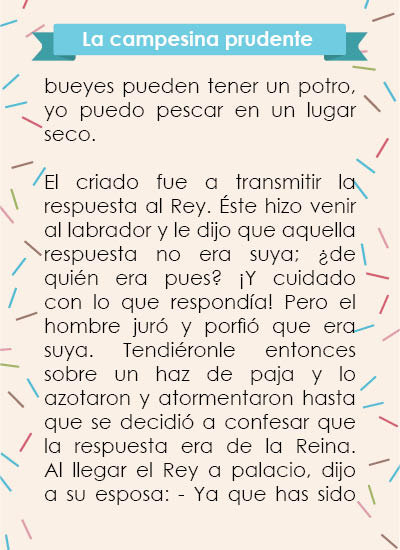 La campesina prudente
bueyes pueden tener un potro,
yo puedo pescar en un lugar
seco.
El criado fue a transmitir la
respuesta al Rey. Éste hizo venir
al labrador y le dijo que aquella
respuesta no era suya; ¿de
quién era pues? ¡Y cuidado
con lo que respondía! Pero el
hombre juró y porfió que era
suya. Tendiéronle entonces
sobre un haz de paja y lo
azotaron y atormentaron hasta
que se decidió a confesar que
la respuesta era de la Reina.
Al llegar el Rey a palacio, dijo
a su esposa: - Ya que has sido